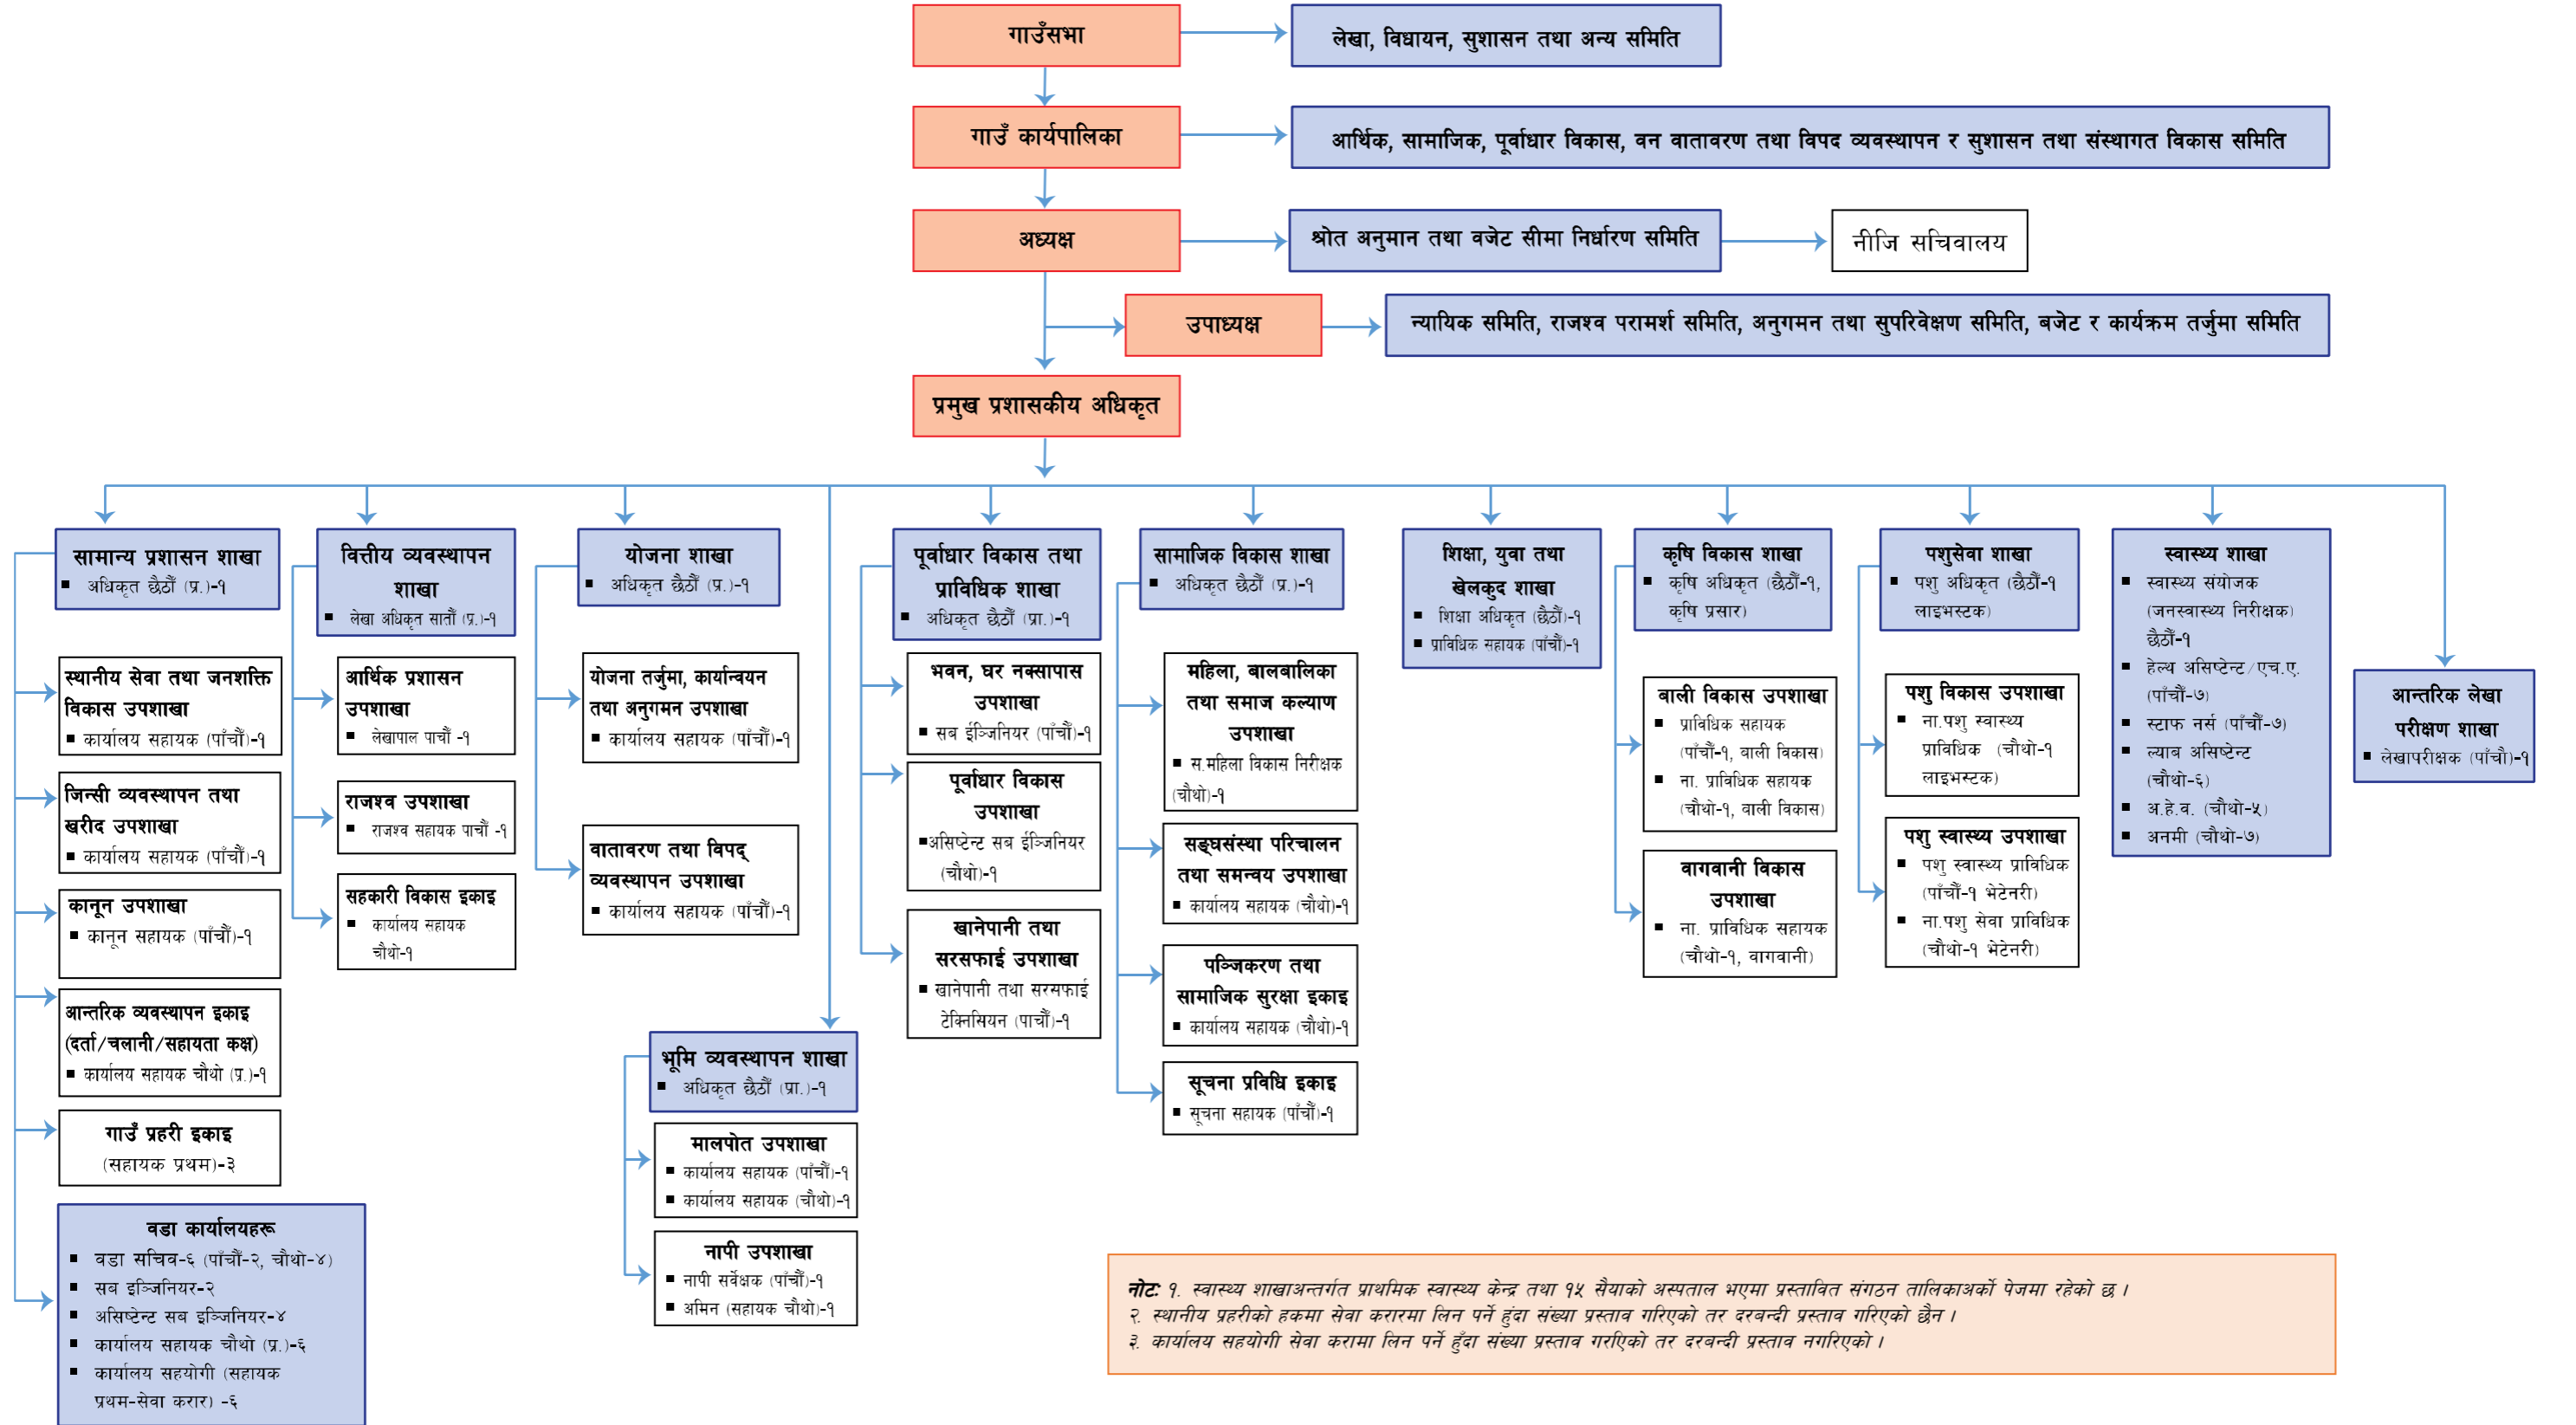 गाउँसभा
लेखा, विधायन, सुशासन तथा अन्य समिति
गाउँ कार्यपालिका
आर्थिक, सामाजिक, पूर्वाधार विकास, वन वातावरण तथा विपद व्यवस्थापन र सुशासन तथा संस्थागत विकास समिति
अध्यक्ष
श्रोत अनुमान तथा वजेट सीमा निर्धारण समिति
नीजि सचिवालय
उपाध्यक्ष
न्यायिक समिति, राजश्व परामर्श समिति, अनुगमन तथा सुपरिवेक्षण समिति, बजेट र कार्यक्रम तर्जुमा समिति
प्रमुख प्रशासकीय अधिकृत
सामान्य प्रशासन शाखा
▪ अधिकृत छैठौँ (प्र.)-१
स्थानीय सेवा तथा जनशक्ति
विकास उपशाखा
▪ कार्यालय सहायक (पाँचौँ)-१
जिन्सी व्यवस्थापन तथा
खरीद उपशाखा
▪ कार्यालय सहायक (पाँचौँ)-१
कानून उपशाखा
▪ कानून सहायक (पाँचौँ)-१
आन्तरिक व्यवस्थापन इकाइ
(दर्ता/चलानी/सहायता कक्ष)
▪ कार्यालय सहायक चौथो (प्र.)-१
गाउँ प्रहरी इकाइ
(सहायक प्रथम)-३
वडा कार्यालयहरू
▪ वडा सचिव-६ (पाँचौँ-२, चौथो-४)
▪ सब इञ्जिनियर-२
▪ असिष्टेन्ट सब इञ्जिनियर-४
▪ कार्यालय सहायक चौथो (प्र.)-६
▪ कार्यालय सहयोगी (सहायक
प्रथम-सेवा करार) -६
वित्तीय व्यवस्थापन
शाखा
▪ लेखा अधिकृत सातौँ (प्र.)-१
आर्थिक प्रशासन
उपशाखा
▪ लेखापाल पाचौँ -१
राजश्व उपशाखा
▪ राजश्व सहायक पाचौँ -१
सहकारी विकास इकाइ
▪ कार्यालय सहायक
चौथो-१
योजना शाखा
▪ अधिकृत छैठौँ (प्र.)-१
योजना तर्जुमा, कार्यान्वयन
तथा अनुगमन उपशाखा
▪ कार्यालय सहायक (पाँचौँ)-१
वातावरण तथा विपद्
व्यवस्थापन उपशाखा
▪ कार्यालय सहायक (पाँचौँ)-१
भूमि व्यवस्थापन शाखा
▪ अधिकृत छैठौँ (प्रा.)-१
मालपोत उपशाखा
▪ कार्यालय सहायक (पाँचौँ)-१
▪ कार्यालय सहायक (चौथो)-१
नापी उपशाखा
▪ नापी सर्वेक्षक (पाँचौँ)-१
▪ अमिन (सहायक चौथो)-१
पूर्वाधार विकास तथा
प्राविधिक शाखा
▪ अधिकृत छैठौँ (प्रा.)-१
भवन, घर नक्सापास
उपशाखा
▪ सब ईञ्जिनियर (पाँचौँ)-१
पूर्वाधार विकास
उपशाखा
▪असिष्टेन्ट सब ईञ्जिनियर
(चौथो)-१
खानेपानी तथा
सरसफाई उपशाखा
▪ खानेपानी तथा सरसफाई
टेक्निसियन (पाचौँ)-१
सामाजिक विकास शाखा
▪ अधिकृत छैठौँ (प्र.)-१
महिला, बालबालिका
तथा समाज कल्याण
उपशाखा
▪ स.महिला विकास निरीक्षक
(चौथो)-१
सङ्घसंस्था परिचालन
तथा समन्वय उपशाखा
▪ कार्यालय सहायक (चौथो)-१
पञ्जिकरण तथा
सामाजिक सुरक्षा इकाइ
▪ कार्यालय सहायक (चौथो)-१
सूचना प्रविधि इकाइ
▪ सूचना सहायक (पाँचौँ)-१
शिक्षा, युवा तथा
खेलकुद शाखा
▪ शिक्षा अधिकृत (छैठौँ)-१
▪ प्राविधिक सहायक (पाँचौँ)-१
कृषि विकास शाखा
▪ कृषि अधिकृत (छैठौँ-१,
कृषि प्रसार)
बाली विकास उपशाखा
▪ प्राविधिक सहायक
(पाँचौँ-१, बाली विकास)
▪ ना. प्राविधिक सहायक
(चौथो-१, वाली विकास)
वागवानी विकास
उपशाखा
▪ ना. प्राविधिक सहायक
(चौथो-१, वागवानी)
पशुसेवा शाखा
▪ पशु अधिकृत (छैठौँ-१
लाइभस्टक)
पशु विकास उपशाखा
▪ ना.पशु स्वास्थ्य
प्राविधिक (चौथो-१
लाइभस्टक)
पशु स्वास्थ्य उपशाखा
▪ पशु स्वास्थ्य प्राविधिक
(पाँचौँ-१ भेटेनरी)
▪ ना.पशु सेवा प्राविधिक
(चौथो-१ भेटेनरी)
स्वास्थ्य शाखा
▪ स्वास्थ्य संयोजक
(जनस्वास्थ्य निरीक्षक)
छैठौँ-१
▪ हेल्थ असिष्टेन्ट/एच.ए.
(पाँचौँ-७)
▪ स्टाफ नर्स (पाँचौँ-७)
▪ ल्याब असिष्टेन्ट
(चौथो-६)
▪ अ.हे.व. (चौथो-५)
▪ अनमी (चौथो-७)
आन्तरिक लेखा
परीक्षण शाखा
▪ लेखापरीक्षक (पाँचौ)-१
नोटः १. स्वास्थ्य शाखाअन्तर्गत प्राथमिक स्वास्थ्य केन्द्र तथा १५ सैयाको अस्पताल भएमा प्रस्तावित संगठन तालिकाअर्को पेजमा रहेको छ ।
२. स्थानीय प्रहरीको हकमा सेवा करारमा लिन पर्ने हुंदा संख्या प्रस्ताव गरिएको तर दरबन्दी प्रस्ताव गरिएको छैन ।
३. कार्यालय सहयोगी सेवा करामा लिन पर्ने हुँदा संख्या प्रस्ताव गरएिको तर दरबन्दी प्रस्ताव नगरिएको ।